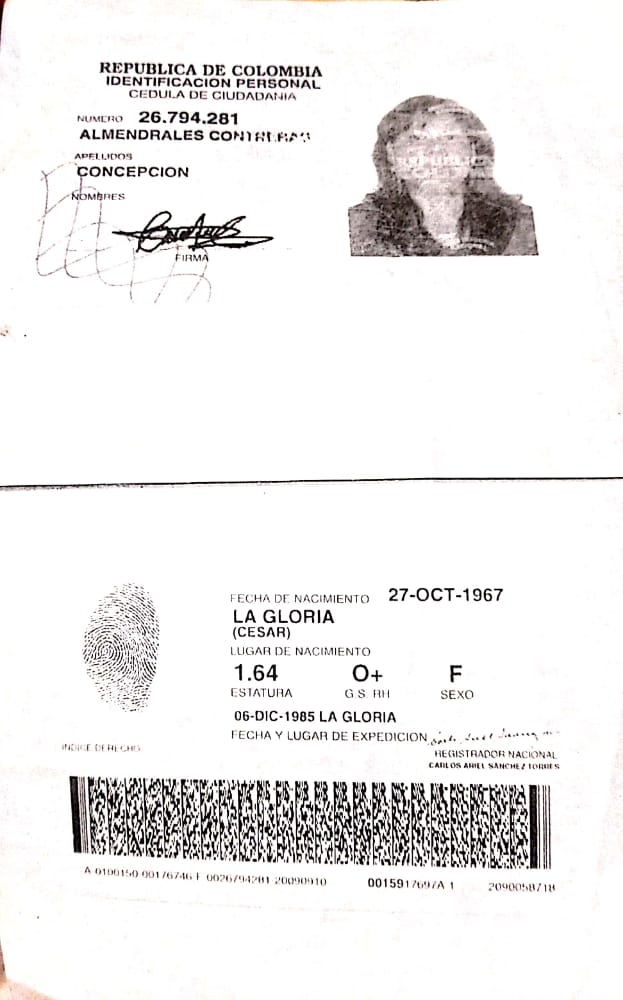 REPUBLICA DE COLOMBIA
IDENTIFICACION PERSONAL
CEDULA DE CIUDADANIA
NUMERO 26.794.281
ALMENDRALES CONTRERAS
APELLIDOS
CONCEPCION
NOMBRES
FIRMA
REPUBLICA
FECHA DE NACIMIENTO 27-OCT-1967
LA GLORIA
(CESAR)
LUGAR DE NACIMIENTO
1.64 O+ F
ESTATURA G.S. RH SEXO
06-DIC-1985 LA GLORIA
FECHA Y LUGAR DE EXPEDICION
INDICE DERECHO
REGISTRADOR NACIONAL
CARLOS ARIEL SANCHEZ TORRES
A-0100150-00176746-F-0026794281-20090910 0015917697A 1 2090058718